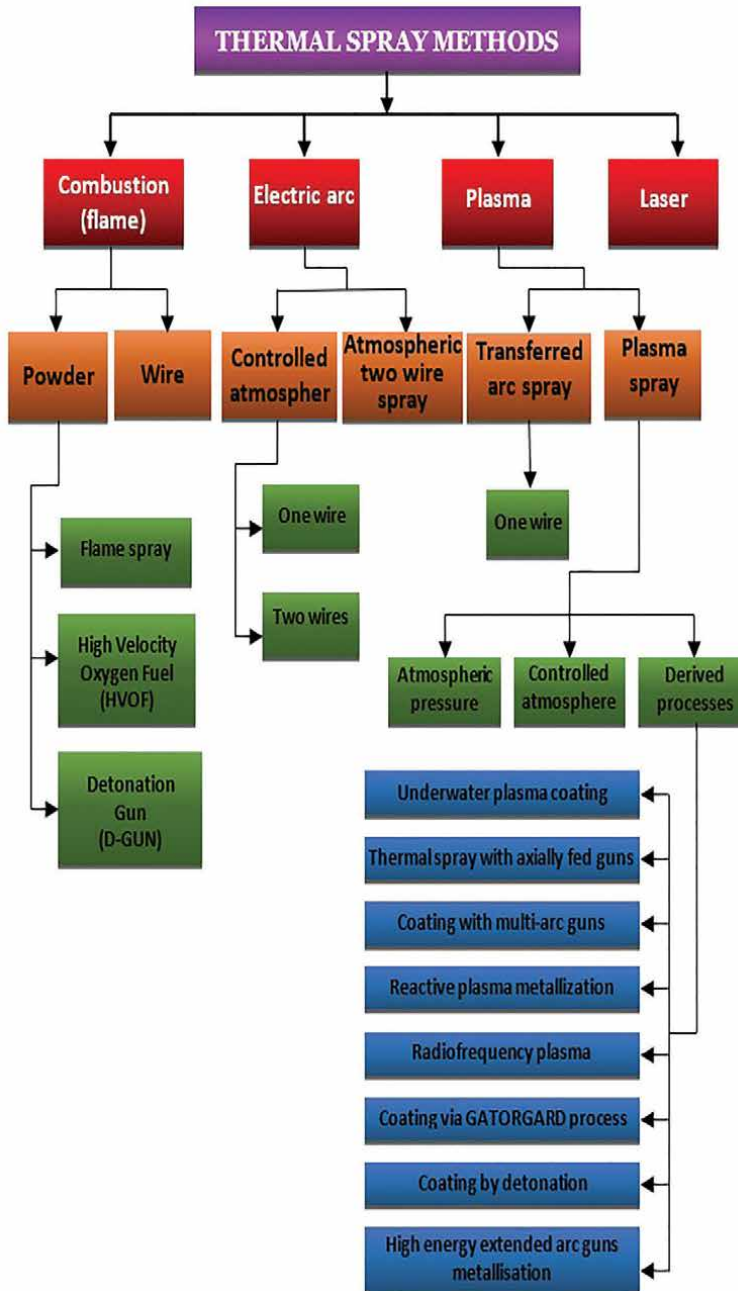 THERMAL SPRAY METHODS
Combustion
(flame)
Electric arc
Plasma
Laser
Powder
Wire
Controlled
atmospher
Atmospheric
two wire
spray
Transferred
arc spray
Plasma
spray
Flame spray
High Velocity
Oxygen Fuel
(HVOF)
Detonation
Gun
(D-GUN)
One wire
Two wires
One wire
Atmospheric
pressure
Controlled
atmosphere
Derived
processes
Underwater plasma coating
Thermal spray with axially fed guns
Coating with multi-arc guns
Reactive plasma metallization
Radiofrequency plasma
Coating via GATORGARD process
Coating by detonation
High energy extended arc guns
metallisation